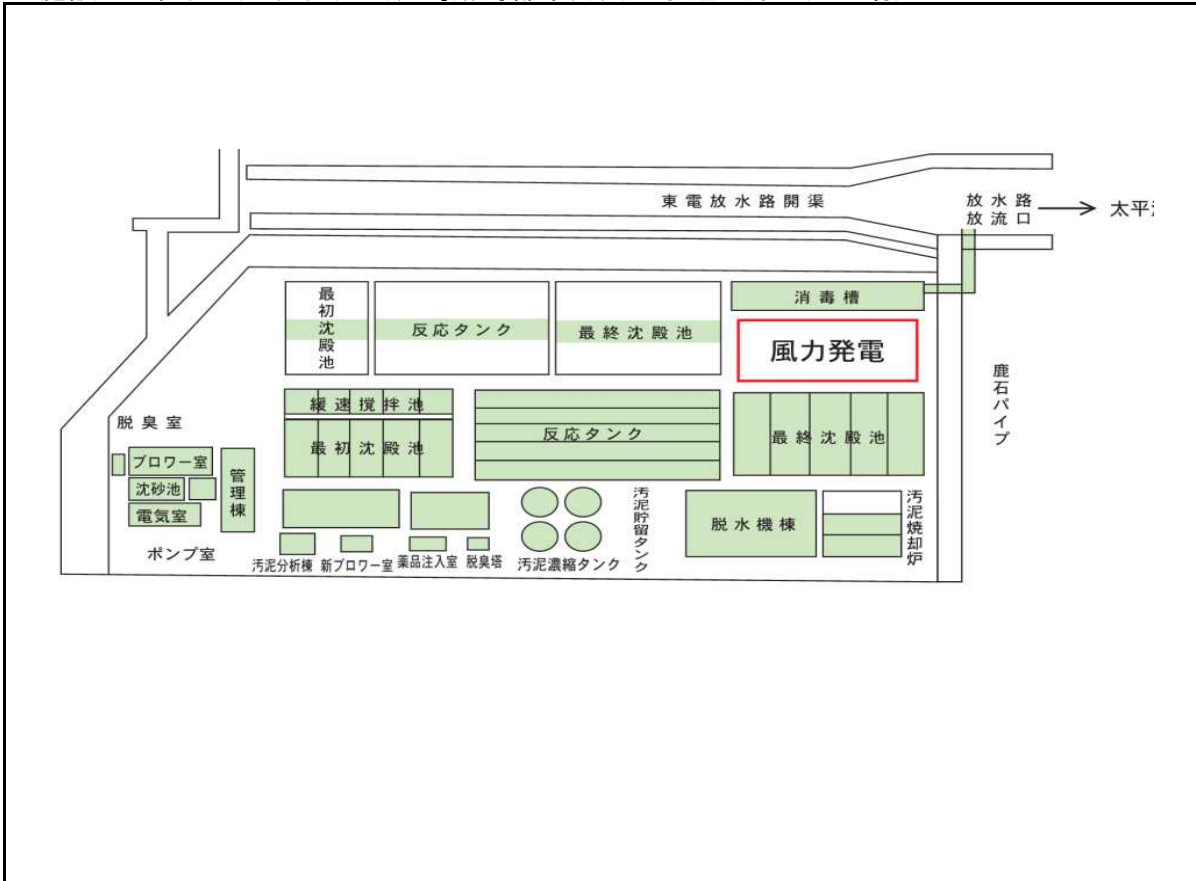 東電放水路開渠
放水路
放流口
太平
最初沈殿池
反応タンク
最終沈殿池
消毒槽
風力発電
鹿石パイプ
緩速撹拌池
最初沈殿池
反応タンク
最終沈殿池
脱臭室
ブロワー室
沈砂池
電気室
管理棟
ポンプ室
汚泥貯留タンク
脱水機棟
汚泥焼却炉
汚泥分析棟
新ブロワー室
薬品注入室
脱臭塔
汚泥濃縮タンク